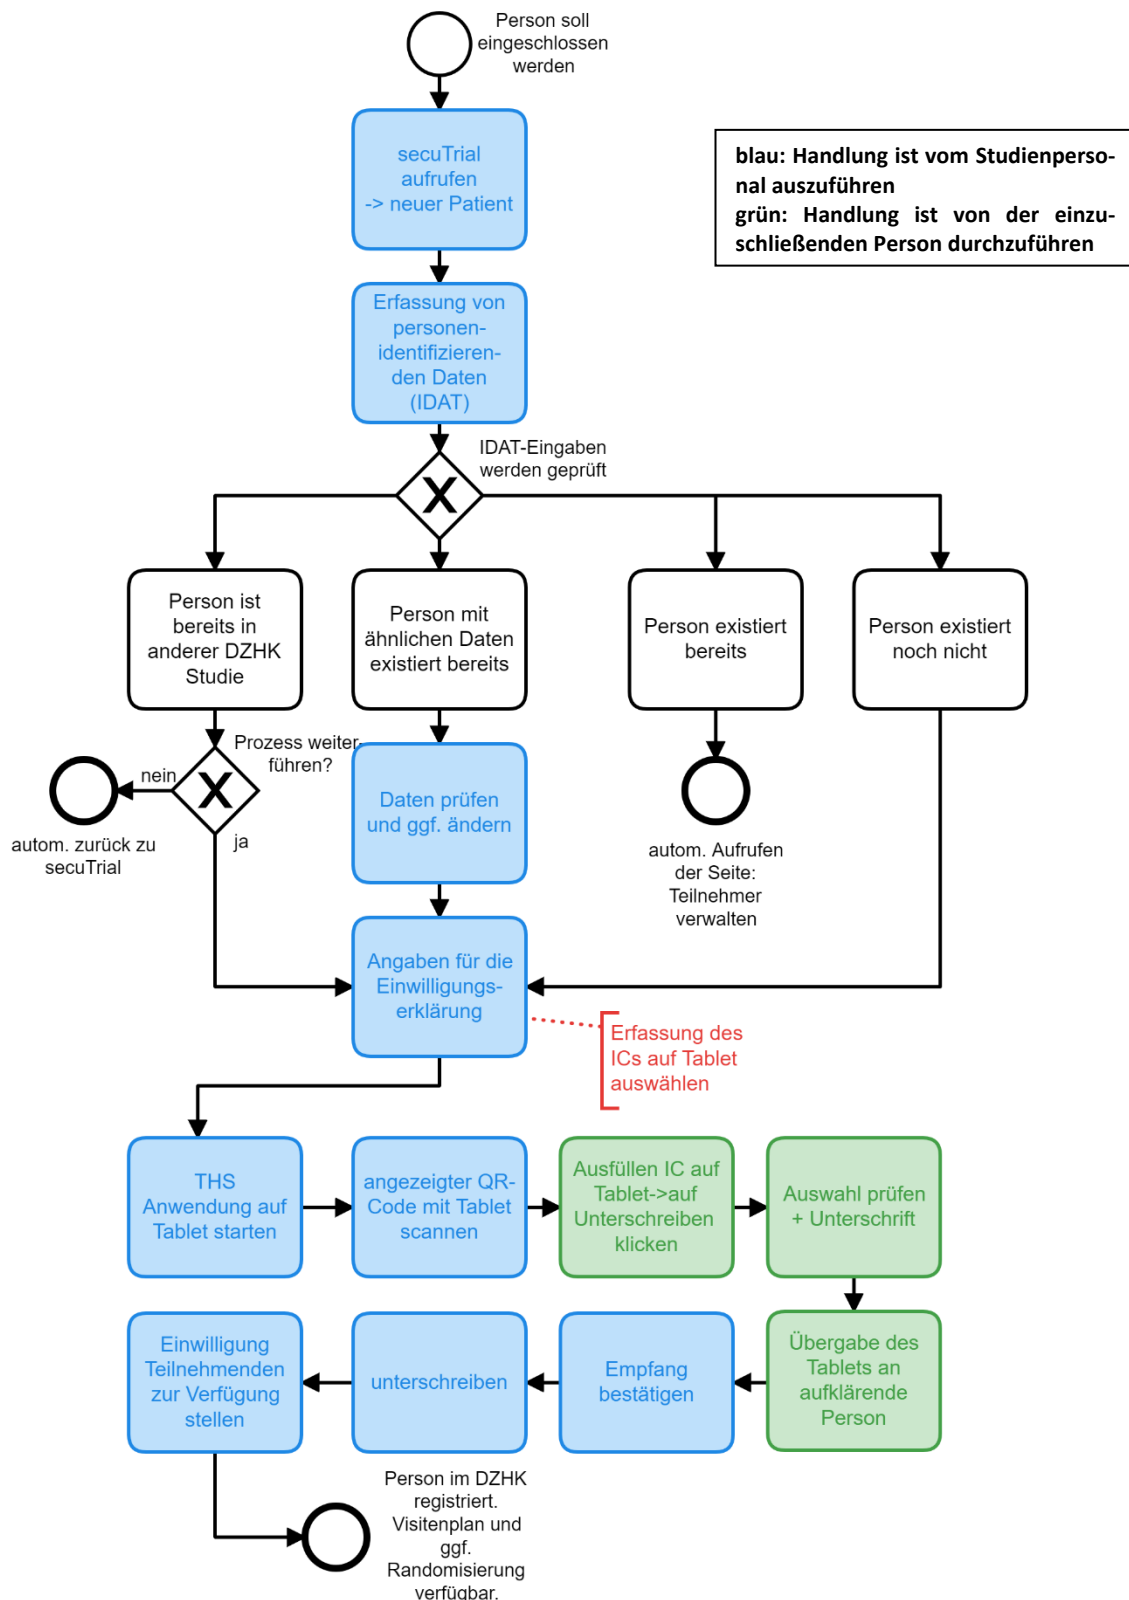 Person soll
eingeschlossen
werden
secuTrial
aufrufen
-> neuer Patient
blau: Handlung ist vom Studienperso-
nal auszuführen
grün: Handlung ist von der einzu-
schließenden Person durchzuführen
Erfassung von
personen-
identifizieren-
den Daten
(IDAT)
IDAT-Eingaben
werden geprüft
X
Person ist
bereits in
anderer DZHK
Studie
Person mit
ähnlichen Daten
existiert bereits
Person existiert
bereits
Person existiert
noch nicht
Prozess weiter-
führen?
X
nein
ja
autom. zurück zu
secuTrial
Daten prüfen
und ggf. ändern
autom. Aufrufen
der Seite:
Teilnehmer
verwalten
Angaben für die
Einwilligungs-
erklärung
Erfassung des
ICs auf Tablet
auswählen
THS
Anwendung auf
Tablet starten
angezeigter QR-
Code mit Tablet
scannen
Ausfüllen IC auf
Tablet->auf
Unterschreiben
klicken
Auswahl prüfen
+ Unterschrift
Übergabe des
Tablets an
aufklärende
Person
Empfang
bestätigen
unterschreiben
Einwilligung
Teilnehmenden
zur Verfügung
stellen
Person im DZHK
registriert.
Visitenplan und
ggf.
Randomisierung
verfügbar.